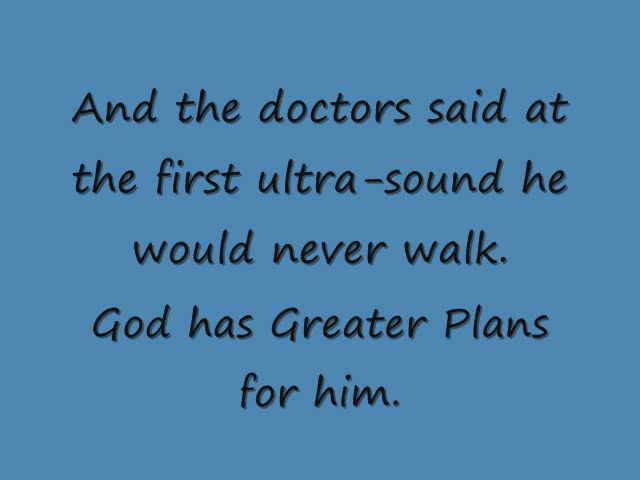 And the doctors said at
the first ultra-sound he
would never walk.
God has Greater Plans
for him.